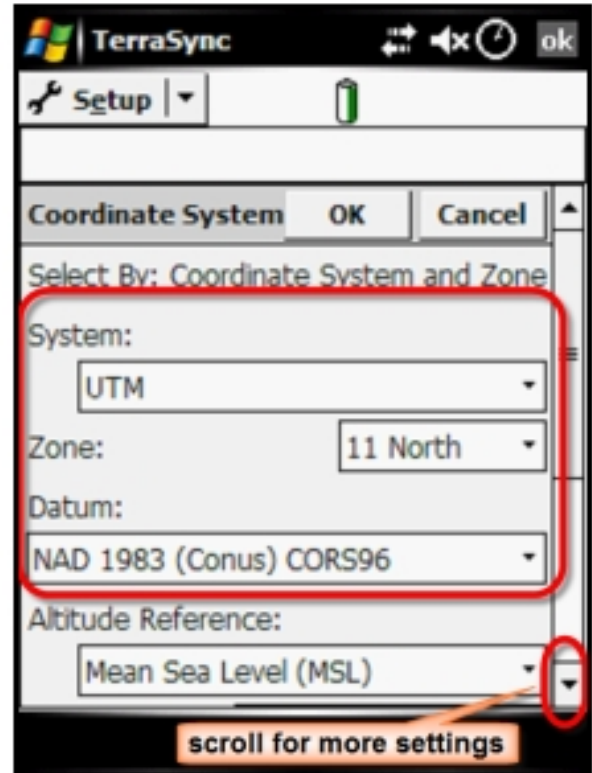 TerraSync ok
Setup
Coordinate System OK Cancel
Select By: Coordinate System and Zone
System:
UTM
Zone: 11 North
Datum:
NAD 1983 (Conus) CORS96
Altitude Reference:
Mean Sea Level (MSL)
scroll for more settings